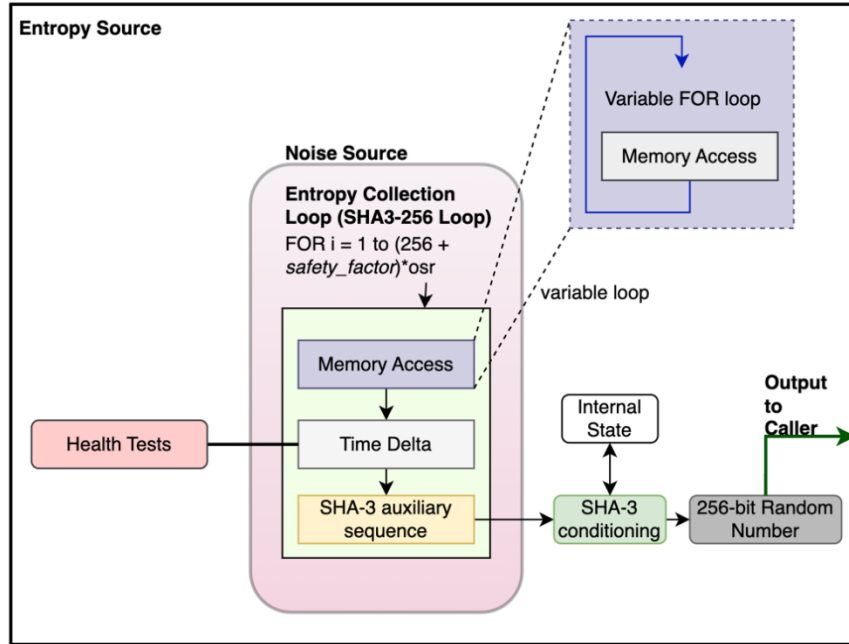 Entropy Source
Variable FOR loop
Memory Access
Noise Source
Entropy Collection
Loop (SHA3-256 Loop)
FOR i = 1 to (256 +
safety_factor)*osr
variable loop
Memory Access
Health Tests
Time Delta
SHA-3 auxiliary
sequence
Internal
State
SHA-3
conditioning
Output
to
Caller
256-bit Random
Number